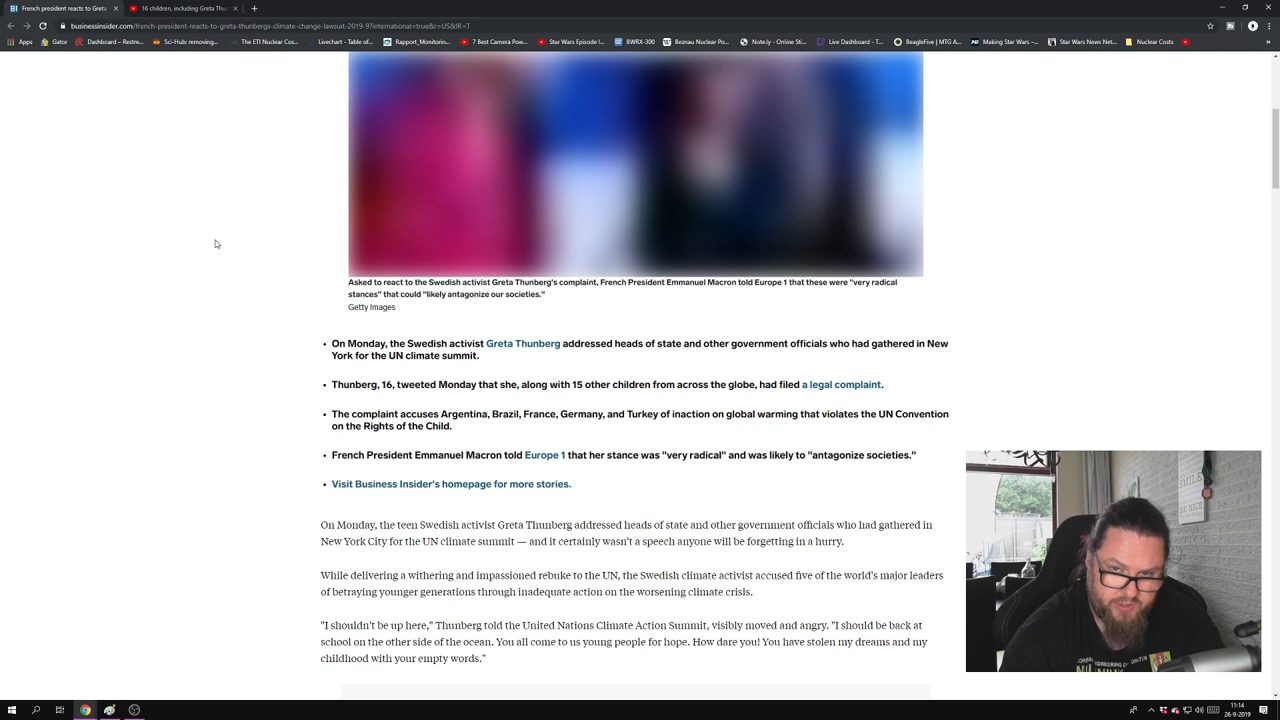 French president reacts to Greta
16 children, including Greta Thun
businessinsider.com/french-president-reacts-to-greta-thunbergs-climate-change-lawsuit-2019-9?international=true&r=US&IR=T
Apps Gator Dashboard – Restre... Sci-Hub: removing... The ETI Nuclear Cos... Livechart - Table of... Rapport_Monitorin... 7 Best Camera Pow... Star Wars Episode I... BWRX-300 Beznau Nuclear Po... Note.ly - Online Sti... Live Dashboard - T... BeagleFive | MTG A... Making Star Wars –... Star Wars News Net... Nuclear Costs
Asked to react to the Swedish activist Greta Thunberg's complaint, French President Emmanuel Macron told Europe 1 that these were "very radical
stances" that could "likely antagonize our societies."
Getty Images
• On Monday, the Swedish activist Greta Thunberg addressed heads of state and other government officials who had gathered in New
York for the UN climate summit.
• Thunberg, 16, tweeted Monday that she, along with 15 other children from across the globe, had filed a legal complaint.
• The complaint accuses Argentina, Brazil, France, Germany, and Turkey of inaction on global warming that violates the UN Convention
on the Rights of the Child.
• French President Emmanuel Macron told Europe 1 that her stance was "very radical" and was likely to "antagonize societies."
• Visit Business Insider's homepage for more stories.
On Monday, the teen Swedish activist Greta Thunberg addressed heads of state and other government officials who had gathered in
New York City for the UN climate summit — and it certainly wasn't a speech anyone will be forgetting in a hurry.
While delivering a withering and impassioned rebuke to the UN, the Swedish climate activist accused five of the world's major leaders
of betraying younger generations through inadequate action on the worsening climate crisis.
"I shouldn't be up here," Thunberg told the United Nations Climate Action Summit, visibly moved and angry. "I should be back at
school on the other side of the ocean. You all come to us young people for hope. How dare you! You have stolen my dreams and my
childhood with your empty words."
SMILE
BE NICE
11:14
26-9-2019